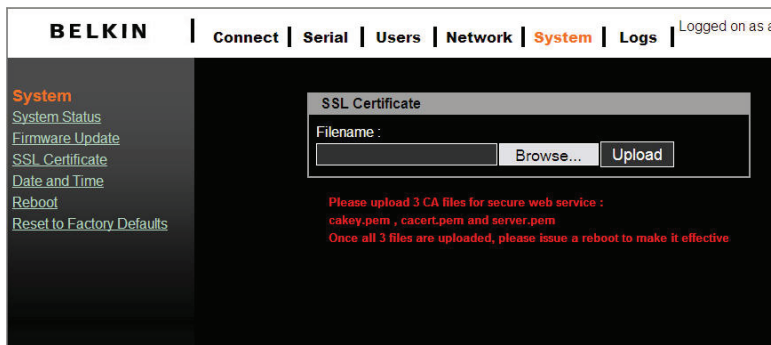 BELKIN
Connect | Serial | Users | Network | System | Logs | Logged on as a
System
System Status
Firmware Update
SSL Certificate
Date and Time
Reboot
Reset to Factory Defaults
SSL Certificate
Filename :
Browse... Upload
Please upload 3 CA files for secure web service :
cakey.pem , cacert.pem and server.pem
Once all 3 files are uploaded, please issue a reboot to make it effective